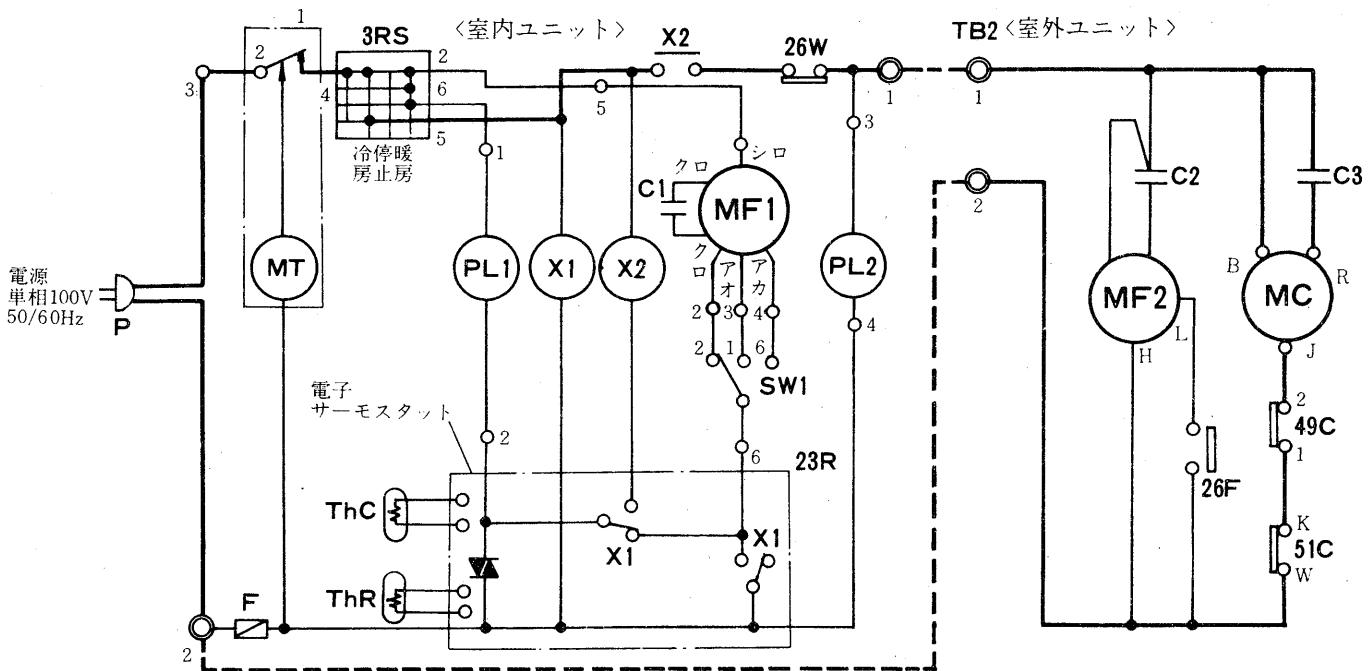 1
3RS
〈室内ユニット〉
X2
26W
TB2〈室外ユニット〉
3
2
4
2
6
5
5
1
1
冷停暖
房止房
1
3
クロ
シロ
C1
MF1
2
C2
C3
MT
PL1
X1
X2
PL2
電源
単相100V
50/60Hz
P
クロ
アオ
アカ
2
3
4
4
2
1
6
SW1
B
R
MF2
MC
H
L
J
電子
サーモスタット
2
6
23R
2
49C
1
26F
ThC
X1
X1
K
51C
W
ThR
F
2